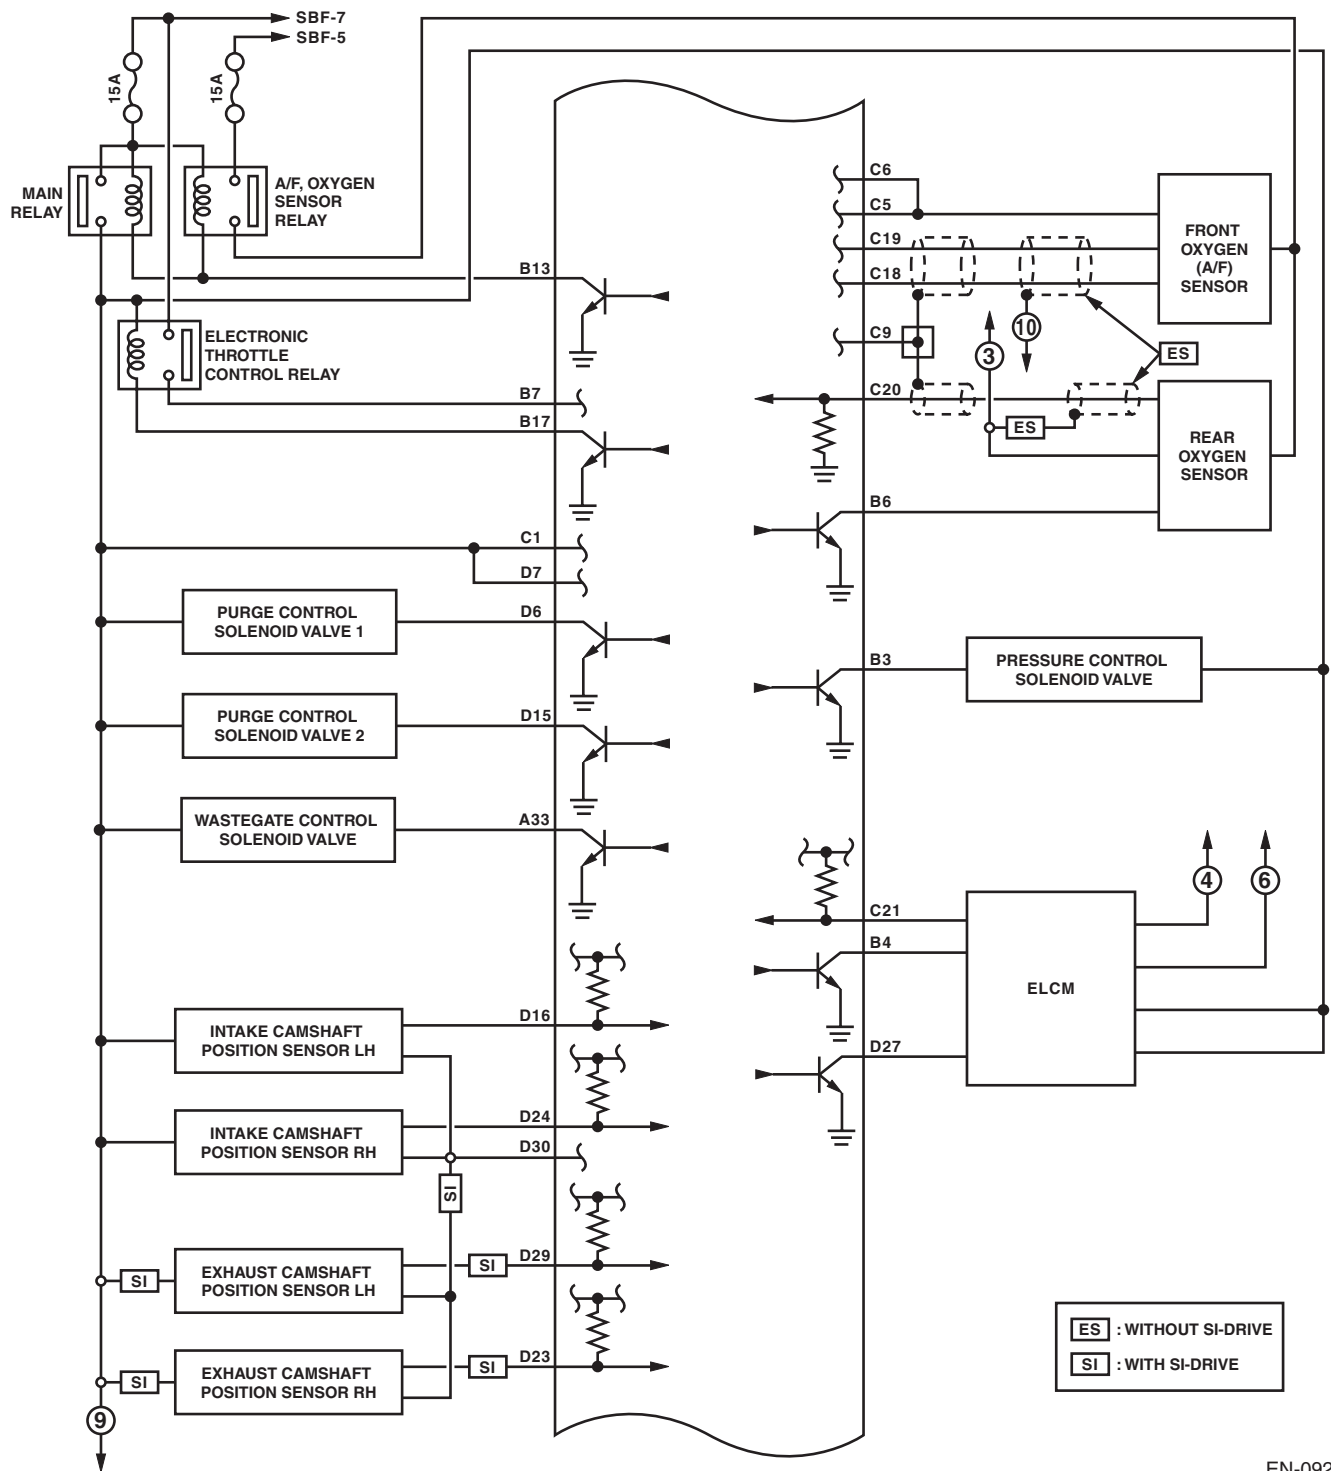 SBF-7
SBF-5
15A
15A
MAIN
RELAY
A/F, OXYGEN
SENSOR
RELAY
B13
ELECTRONIC
THROTTLE
CONTROL RELAY
B7
B17
C1
D7
PURGE CONTROL
SOLENOID VALVE 1
D6
PURGE CONTROL
SOLENOID VALVE 2
D15
WASTEGATE CONTROL
SOLENOID VALVE
A33
INTAKE CAMSHAFT
POSITION SENSOR LH
D16
INTAKE CAMSHAFT
POSITION SENSOR RH
D24
D30
SI
SI
EXHAUST CAMSHAFT
POSITION SENSOR LH
SI
D29
SI
EXHAUST CAMSHAFT
POSITION SENSOR RH
SI
D23
9
C6
C5
C19
C18
C9
C20
FRONT
OXYGEN
(A/F)
SENSOR
10
3
ES
ES
REAR
OXYGEN
SENSOR
B6
B3
PRESSURE CONTROL
SOLENOID VALVE
4
6
C21
B4
D27
ELCM
ES : WITHOUT SI-DRIVE
SI : WITH SI-DRIVE